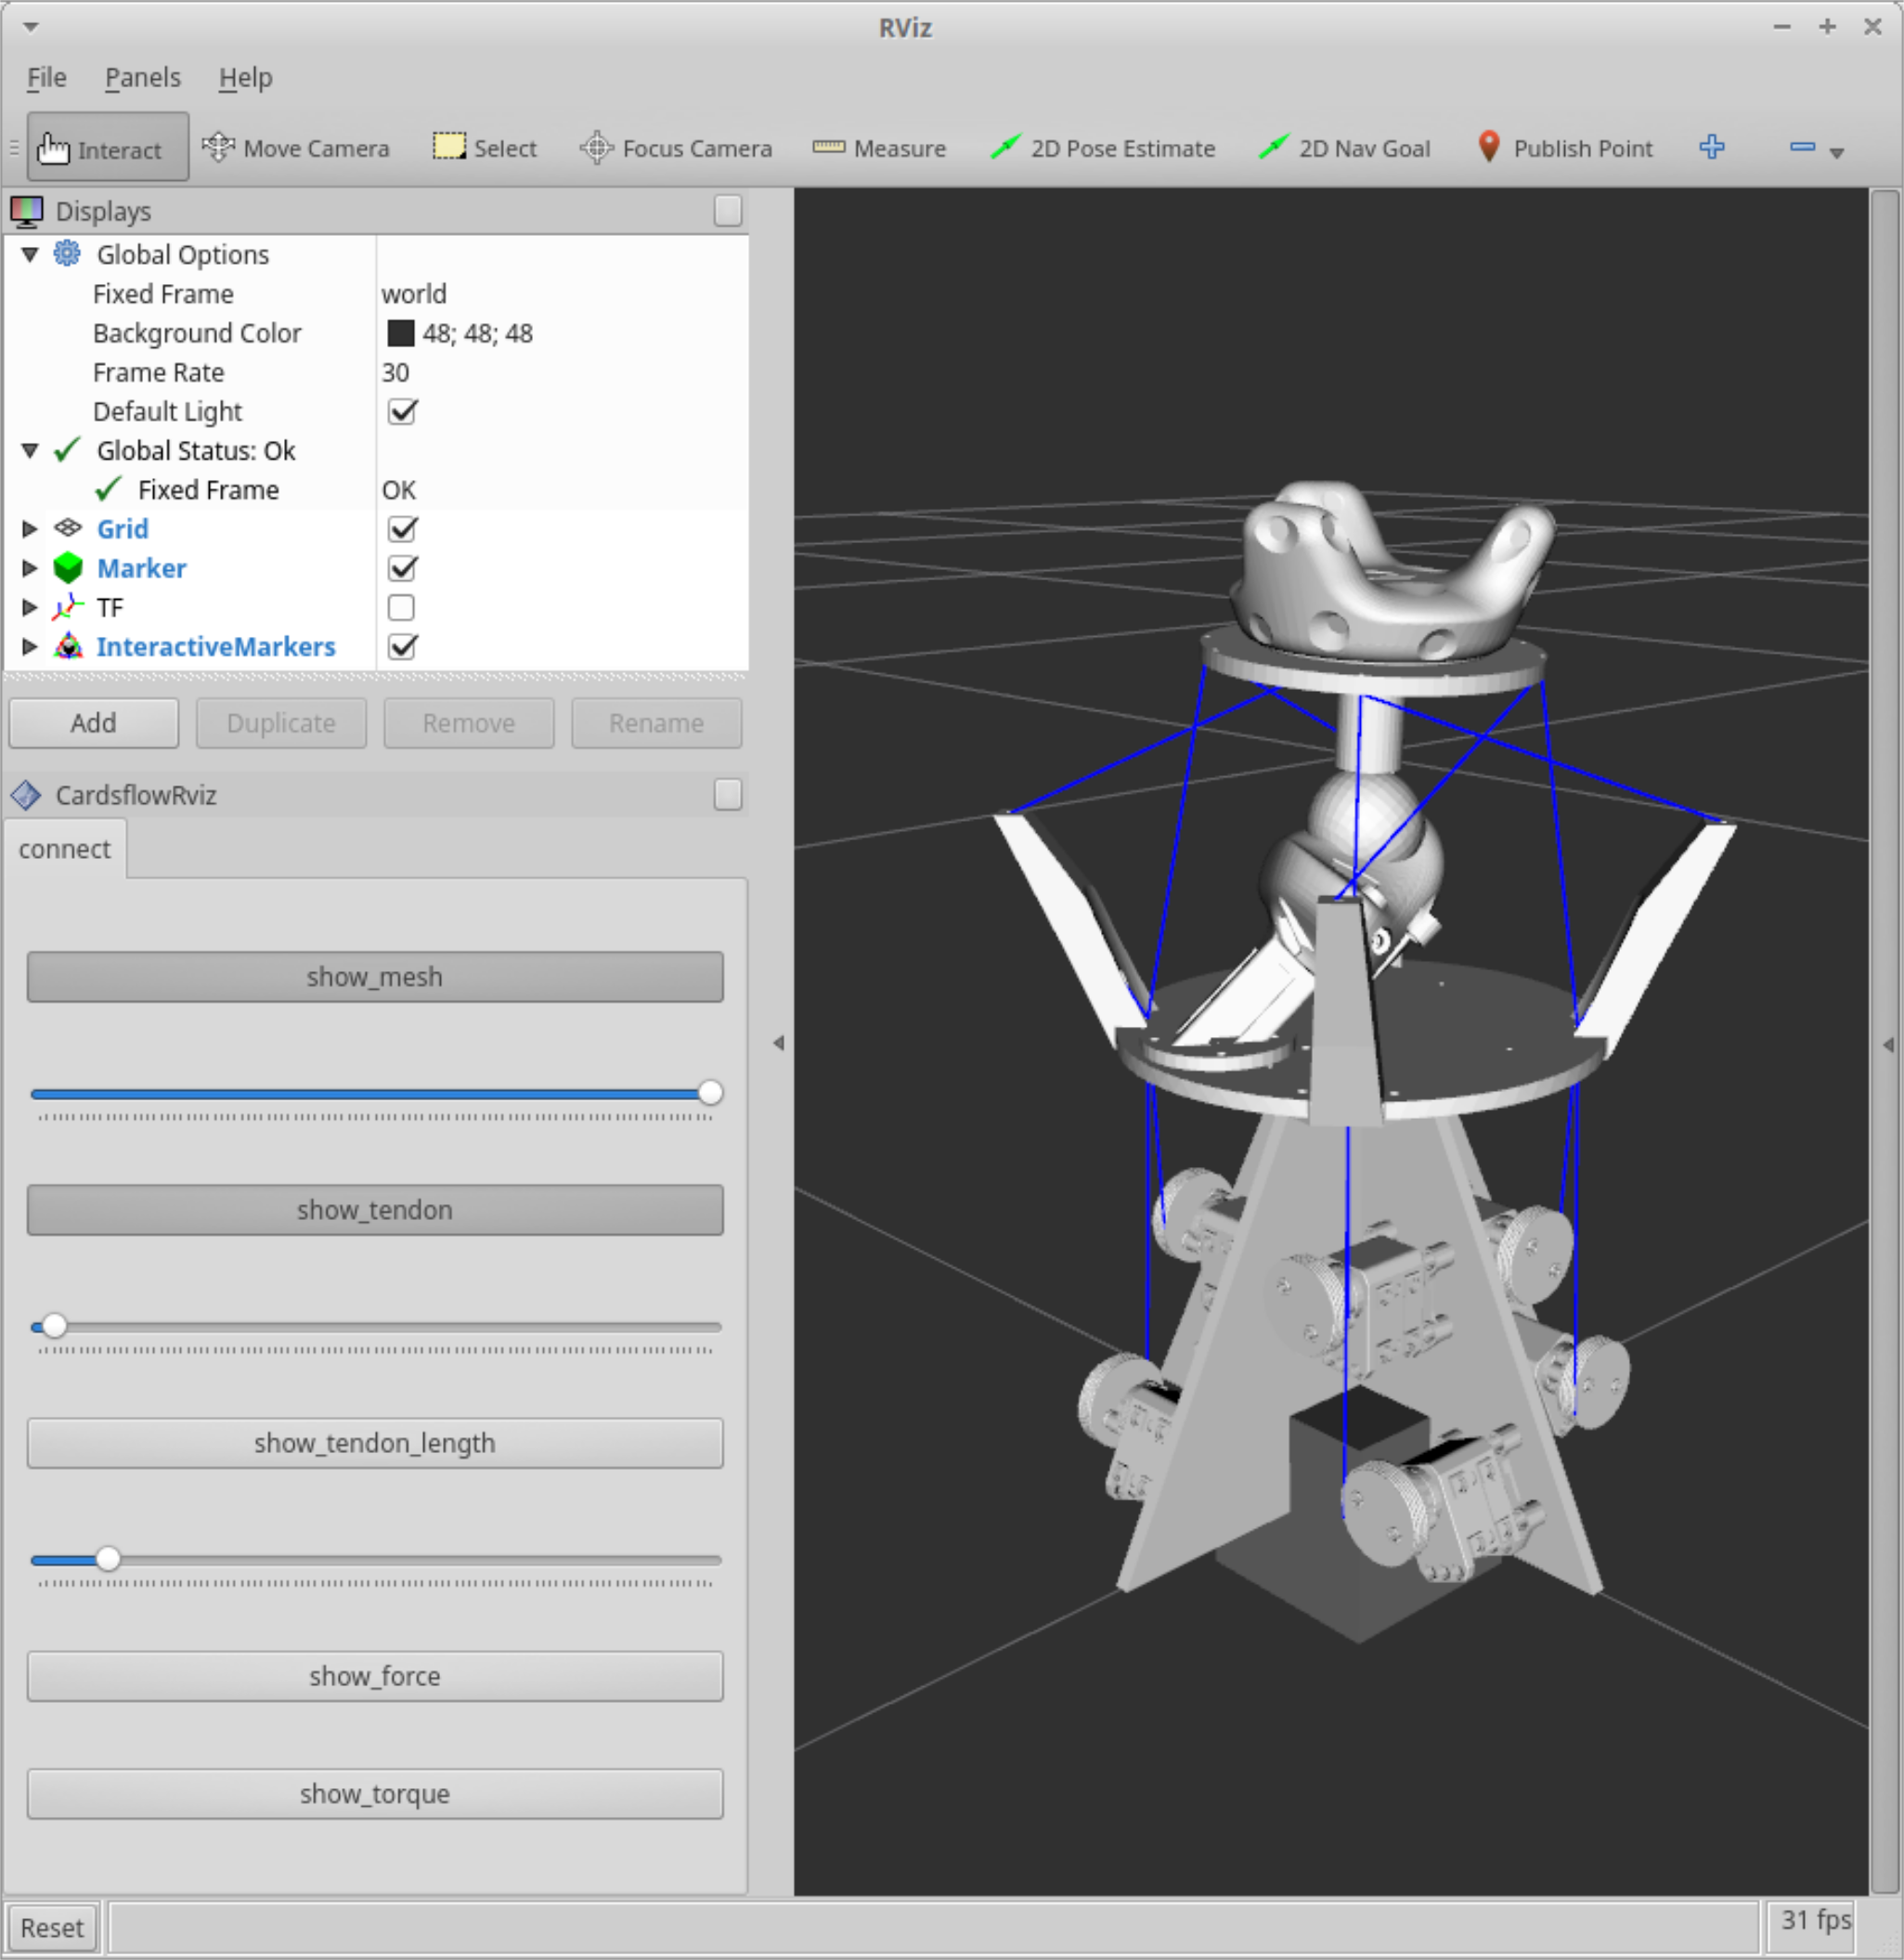 RViz
File Panels Help
Interact Move Camera Select Focus Camera Measure 2D Pose Estimate 2D Nav Goal Publish Point
Displays
Global Options
Fixed Frame world
Background Color 48; 48; 48
Frame Rate 30
Default Light
Global Status: Ok
Fixed Frame OK
Grid
Marker
TF
InteractiveMarkers
Add Duplicate Remove Rename
CardsflowRviz
connect
show_mesh
show_tendon
show_tendon_length
show_force
show_torque
Reset 31 fps